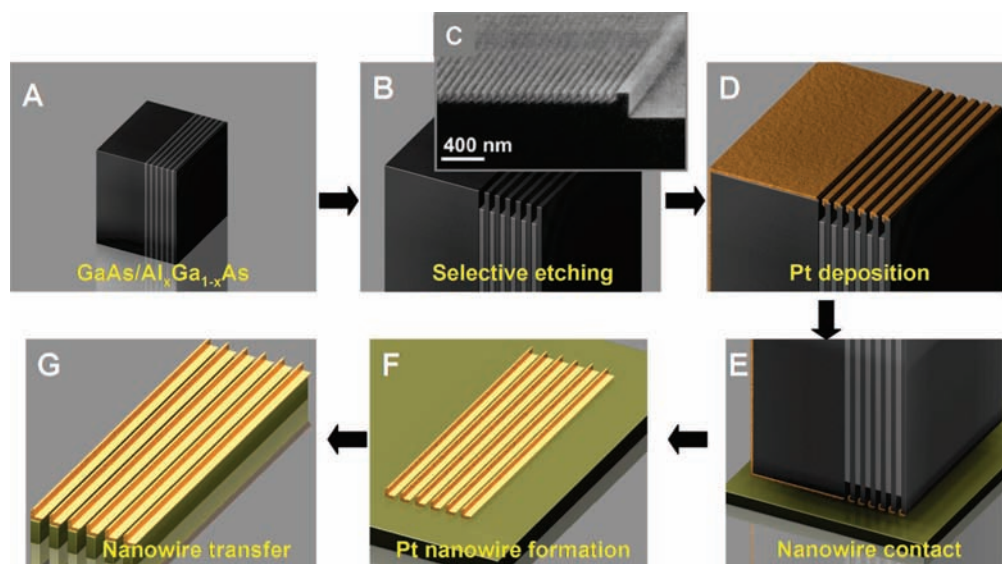 A
GaAs/AlxGa1-xAs
B
Selective etching
C
400 nm
D
Pt deposition
E
Nanowire contact
F
Pt nanowire formation
G
Nanowire transfer